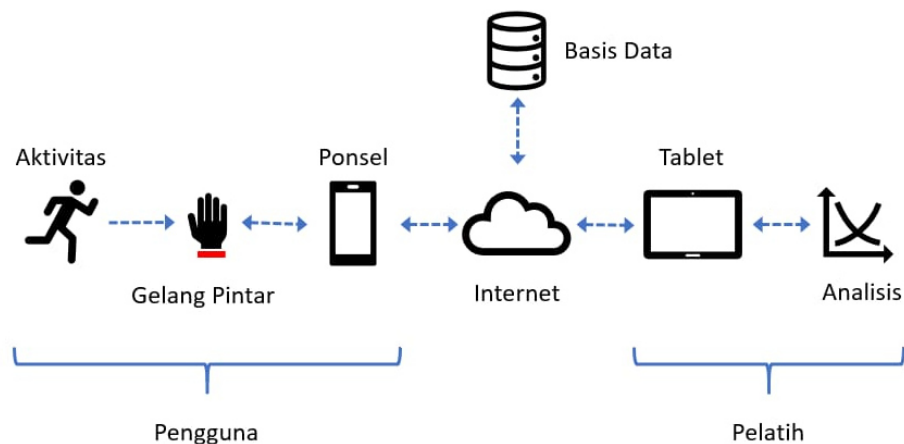 Basis Data
Aktivitas
Ponsel
Tablet
Gelang Pintar
Internet
Analisis
Pengguna
Pelatih